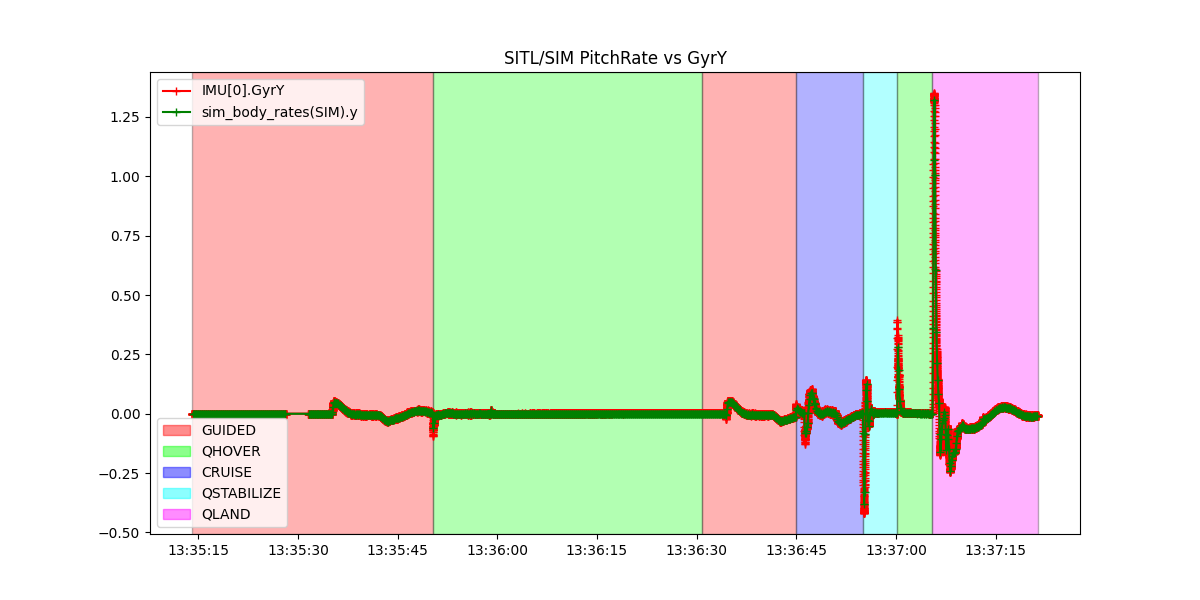 SITL/SIM PitchRate vs GyrY
IMU[0].GyrY
sim_body_rates(SIM).y
1.25
1.00
0.75
0.50
0.25
0.00
−0.25
−0.50
GUIDED
QHOVER
CRUISE
QSTABILIZE
QLAND
13:35:15 13:35:30 13:35:45 13:36:00 13:36:15 13:36:30 13:36:45 13:37:00 13:37:15